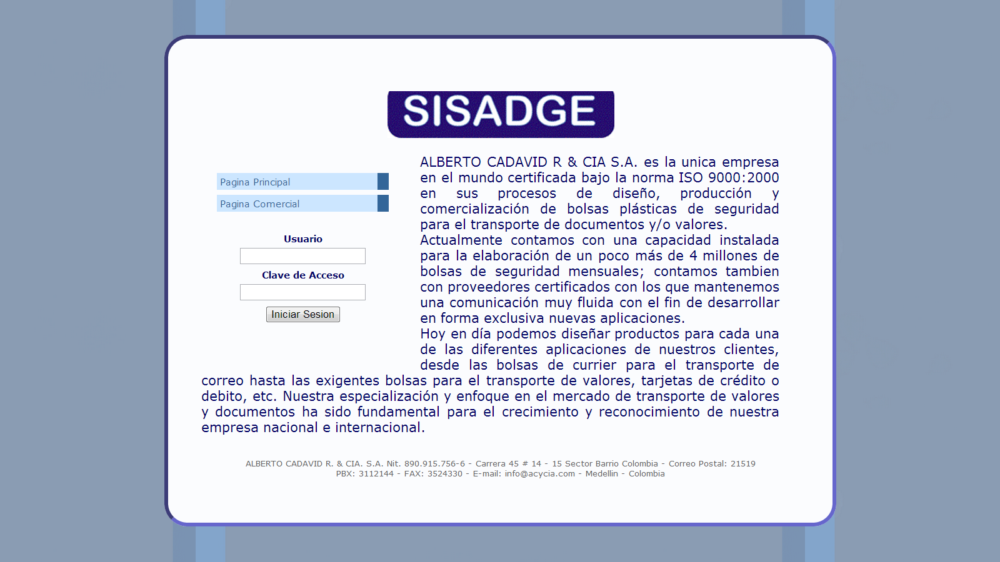 SISADGE
Pagina Principal
Pagina Comercial
Usuario
Clave de Acceso
Iniciar Sesion
ALBERTO CADAVID R & CIA S.A. es la unica empresa
en el mundo certificada bajo la norma ISO 9000:2000
en sus procesos de diseño, producción y
comercialización de bolsas plásticas de seguridad
para el transporte de documentos y/o valores.
Actualmente contamos con una capacidad instalada
para la elaboración de un poco más de 4 millones de
bolsas de seguridad mensuales; contamos tambien
con proveedores certificados con los que mantenemos
una comunicación muy fluida con el fin de desarrollar
en forma exclusiva nuevas aplicaciones.
Hoy en día podemos diseñar productos para cada una
de las diferentes aplicaciones de nuestros clientes,
desde las bolsas de currier para el transporte de
correo hasta las exigentes bolsas para el transporte de valores, tarjetas de crédito o
debito, etc. Nuestra especialización y enfoque en el mercado de transporte de valores
y documentos ha sido fundamental para el crecimiento y reconocimiento de nuestra
empresa nacional e internacional.
ALBERTO CADAVID R. & CIA. S.A. Nit. 890.915.756-6 - Carrera 45 # 14 - 15 Sector Barrio Colombia - Correo Postal: 21519
PBX: 3112144 - FAX: 3524330 - E-mail: info@acycia.com - Medellin - Colombia